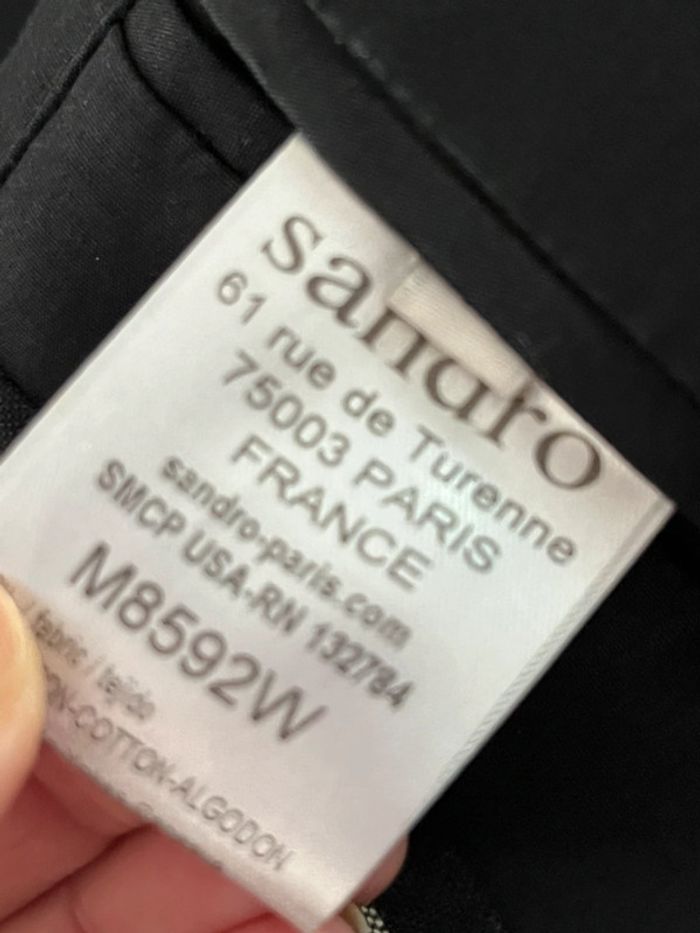 sandro
61 rue de Turenne
75003 PARIS
FRANCE
sandro-paris.com
SMCP USA-RN 132784
M8592W
/ fabric / tejido
ON-COTTON-ALGODON